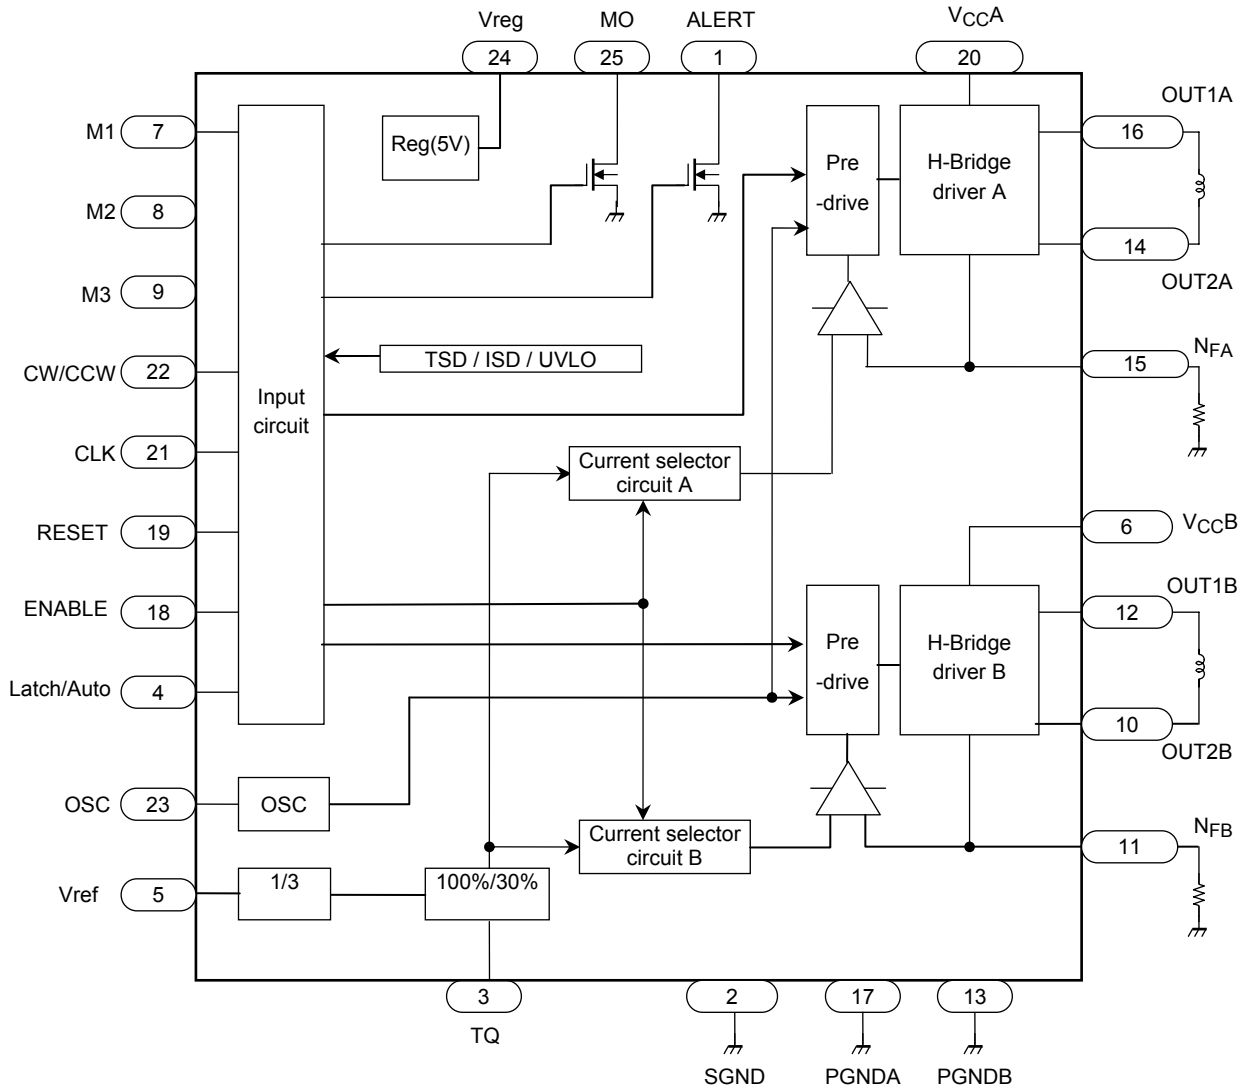 Vreg
MO
ALERT
VCCA
24
25
1
20
M1
7
M2
8
M3
9
CW/CCW
22
CLK
21
RESET
19
ENABLE
18
Latch/Auto
4
OSC
23
Vref
5
Input
circuit
Reg(5V)
TSD / ISD / UVLO
Current selector
circuit A
Current selector
circuit B
OSC
1/3
100%/30%
Pre
-drive
H-Bridge
driver A
Pre
-drive
H-Bridge
driver B
OUT1A
16
14
OUT2A
NFA
15
6
VCCB
OUT1B
12
10
OUT2B
NFB
11
3
TQ
2
SGND
17
PGNDA
13
PGNDB